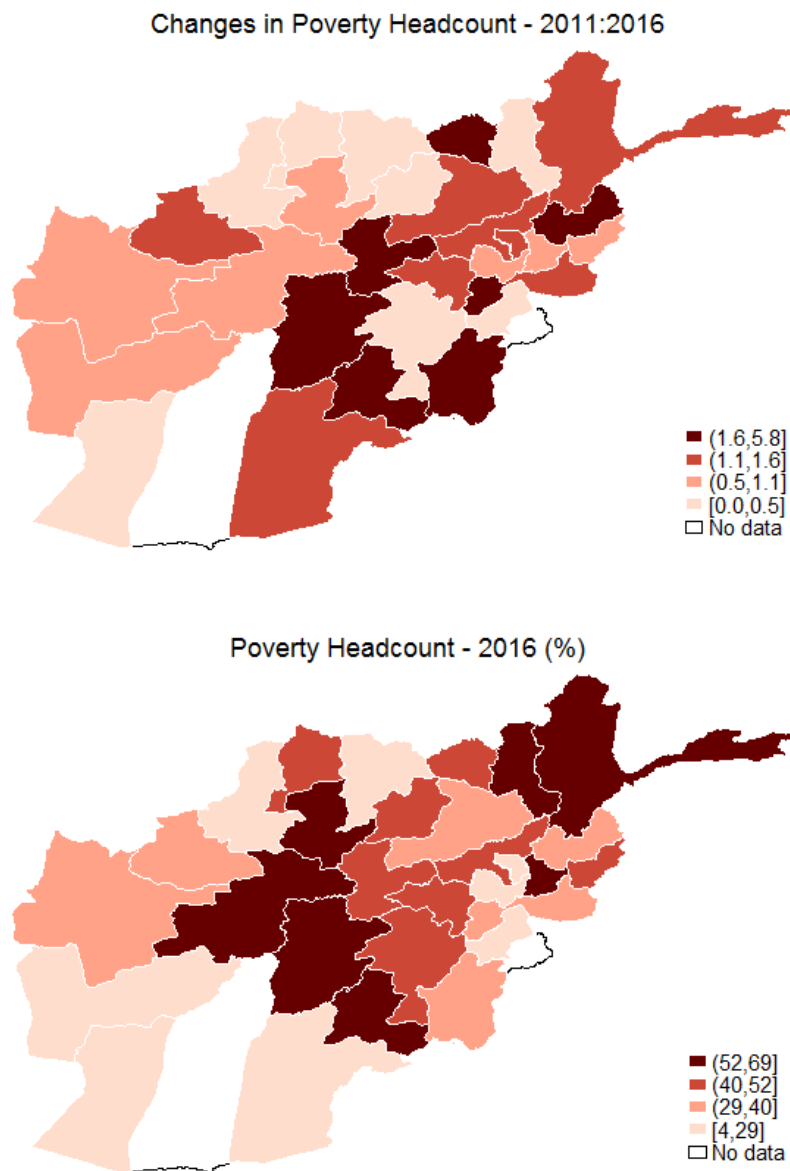 Changes in Poverty Headcount - 2011:2016
(1.6,5.8]
(1.1,1.6]
(0.5,1.1]
[0.0,0.5]
No data
Poverty Headcount - 2016 (%)
(52,69]
(40,52]
(29,40]
[4,29]
No data